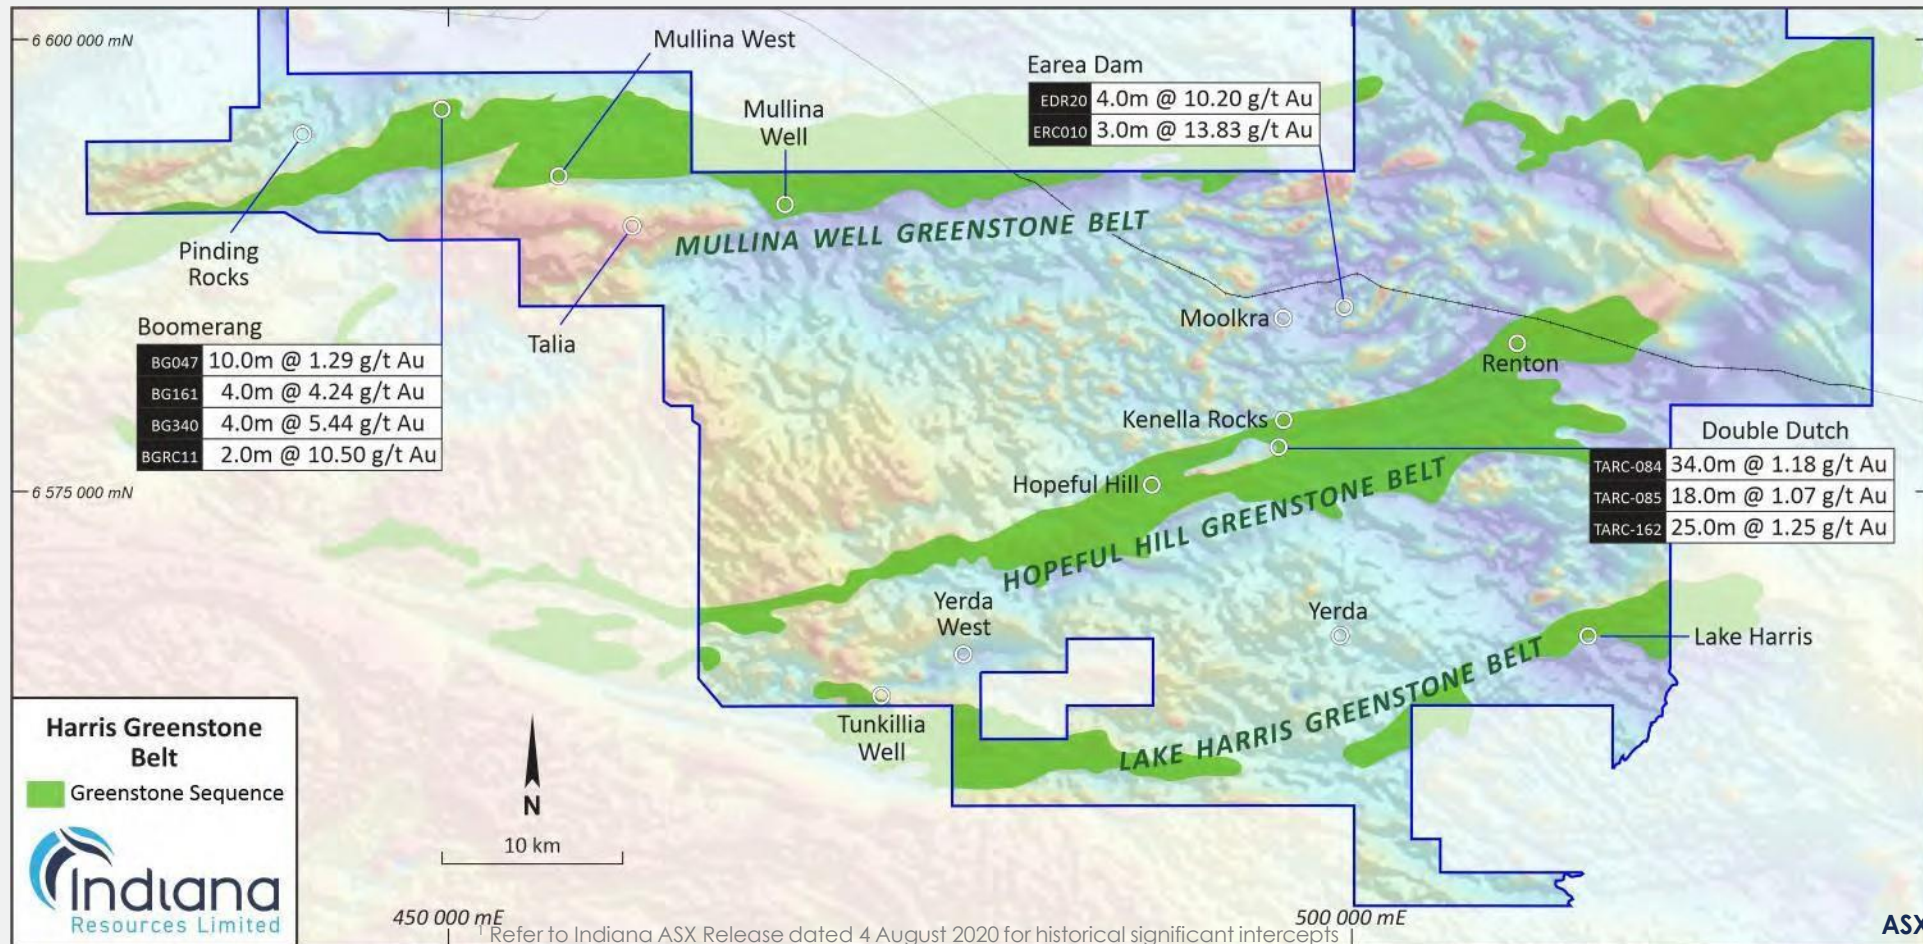 6 600 000 mN
Mullina West
Earea Dam
EDR20 4.0m @ 10.20 g/t Au
ERC010 3.0m @ 13.83 g/t Au
Mullina
Well
Pinding
Rocks
MULLINA WELL GREENSTONE BELT
Boomerang
BG047 10.0m @ 1.29 g/t Au
BG161 4.0m @ 4.24 g/t Au
BG340 4.0m @ 5.44 g/t Au
BGRC11 2.0m @ 10.50 g/t Au
Talia
Moolkra
Renton
Kenella Rocks
Double Dutch
TARC-084 34.0m @ 1.18 g/t Au
TARC-085 18.0m @ 1.07 g/t Au
TARC-162 25.0m @ 1.25 g/t Au
6 575 000 mN
Hopeful Hill
HOPEFUL HILL GREENSTONE BELT
Yerda
West
Yerda
Lake Harris
LAKE HARRIS GREENSTONE BELT
Tunkillia
Well
Harris Greenstone
Belt
Greenstone Sequence
Indiana
Resources Limited
N
10 km
450 000 mE
500 000 mE
1 Refer to Indiana ASX Release dated 4 August 2020 for historical significant intercepts
ASX